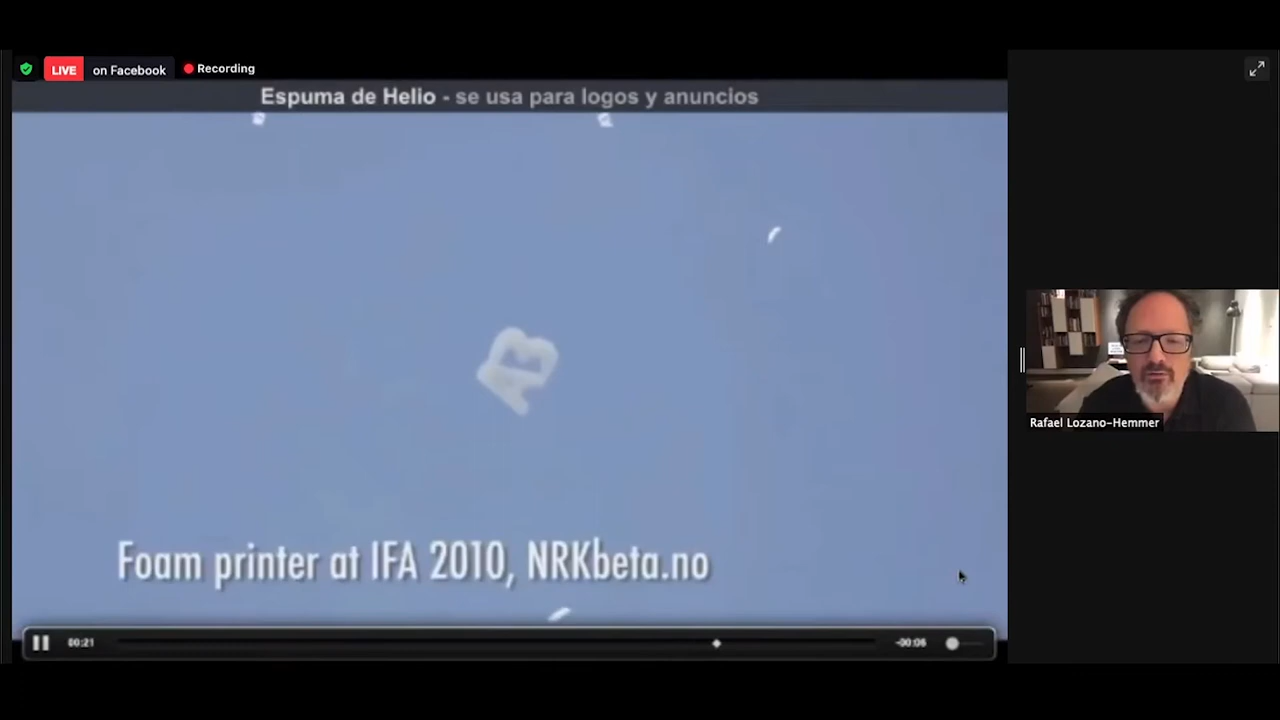 LIVE on Facebook Recording
Espuma de Helio - se usa para logos y anuncios
Rafael Lozano-Hemmer
Foam printer at IFA 2010, NRKbeta.no
00:21 -00:06